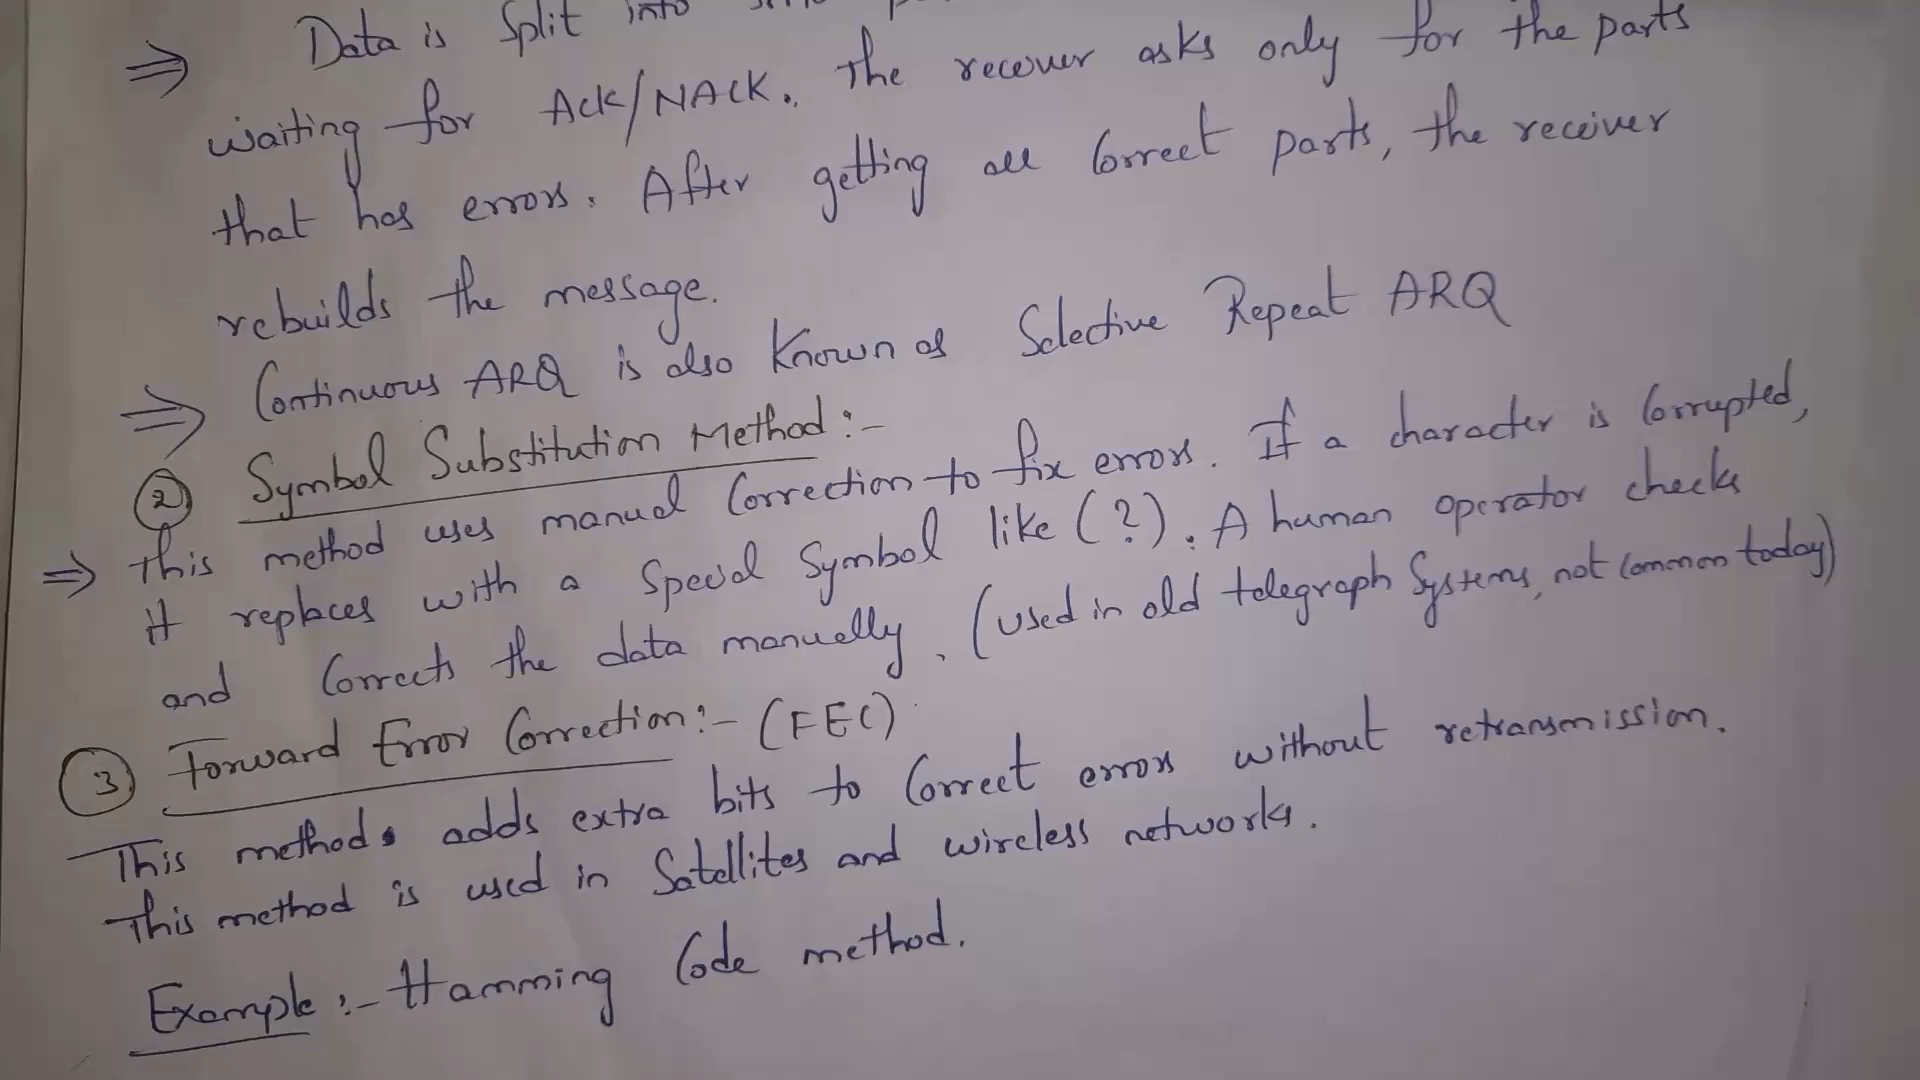 ⇒ Data is split into
waiting for Ack/NACK. The receiver asks only for the parts
that has errors. After getting all correct parts, the receiver
rebuilds the message.
⇒ Continuous ARQ is also known as Selective Repeat ARQ
② Symbol Substitution Method :-
⇒ This method uses manual correction to fix errors. If a character is corrupted,
it replaces with a special symbol like (?). A human operator checks
and corrects the data manually. (used in old telegraph systems, not common today)
③ Forward Error Correction :- (FEC)
This methods adds extra bits to correct errors without retransmission.
This method is used in Satellites and wireless networks.
Example :- Hamming Code method.